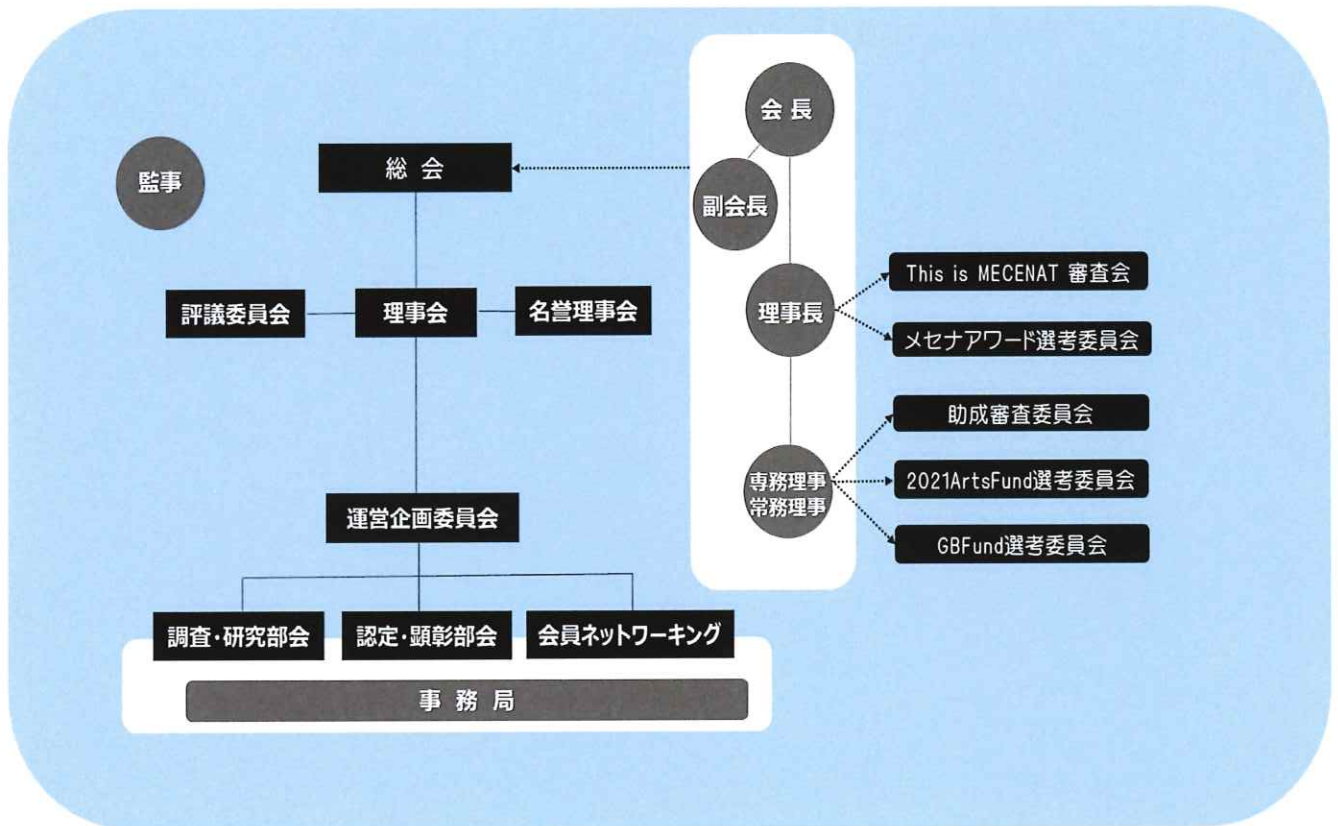 会長
総会
監事
副会長
This is MECENAT 審査会
評議委員会
理事会
名誉理事会
理事長
メセナアワード選考委員会
助成審査委員会
専務理事
常務理事
2021ArtsFund選考委員会
運営企画委員会
GBFund選考委員会
調査・研究部会
認定・顕彰部会
会員ネットワーキング
事務局